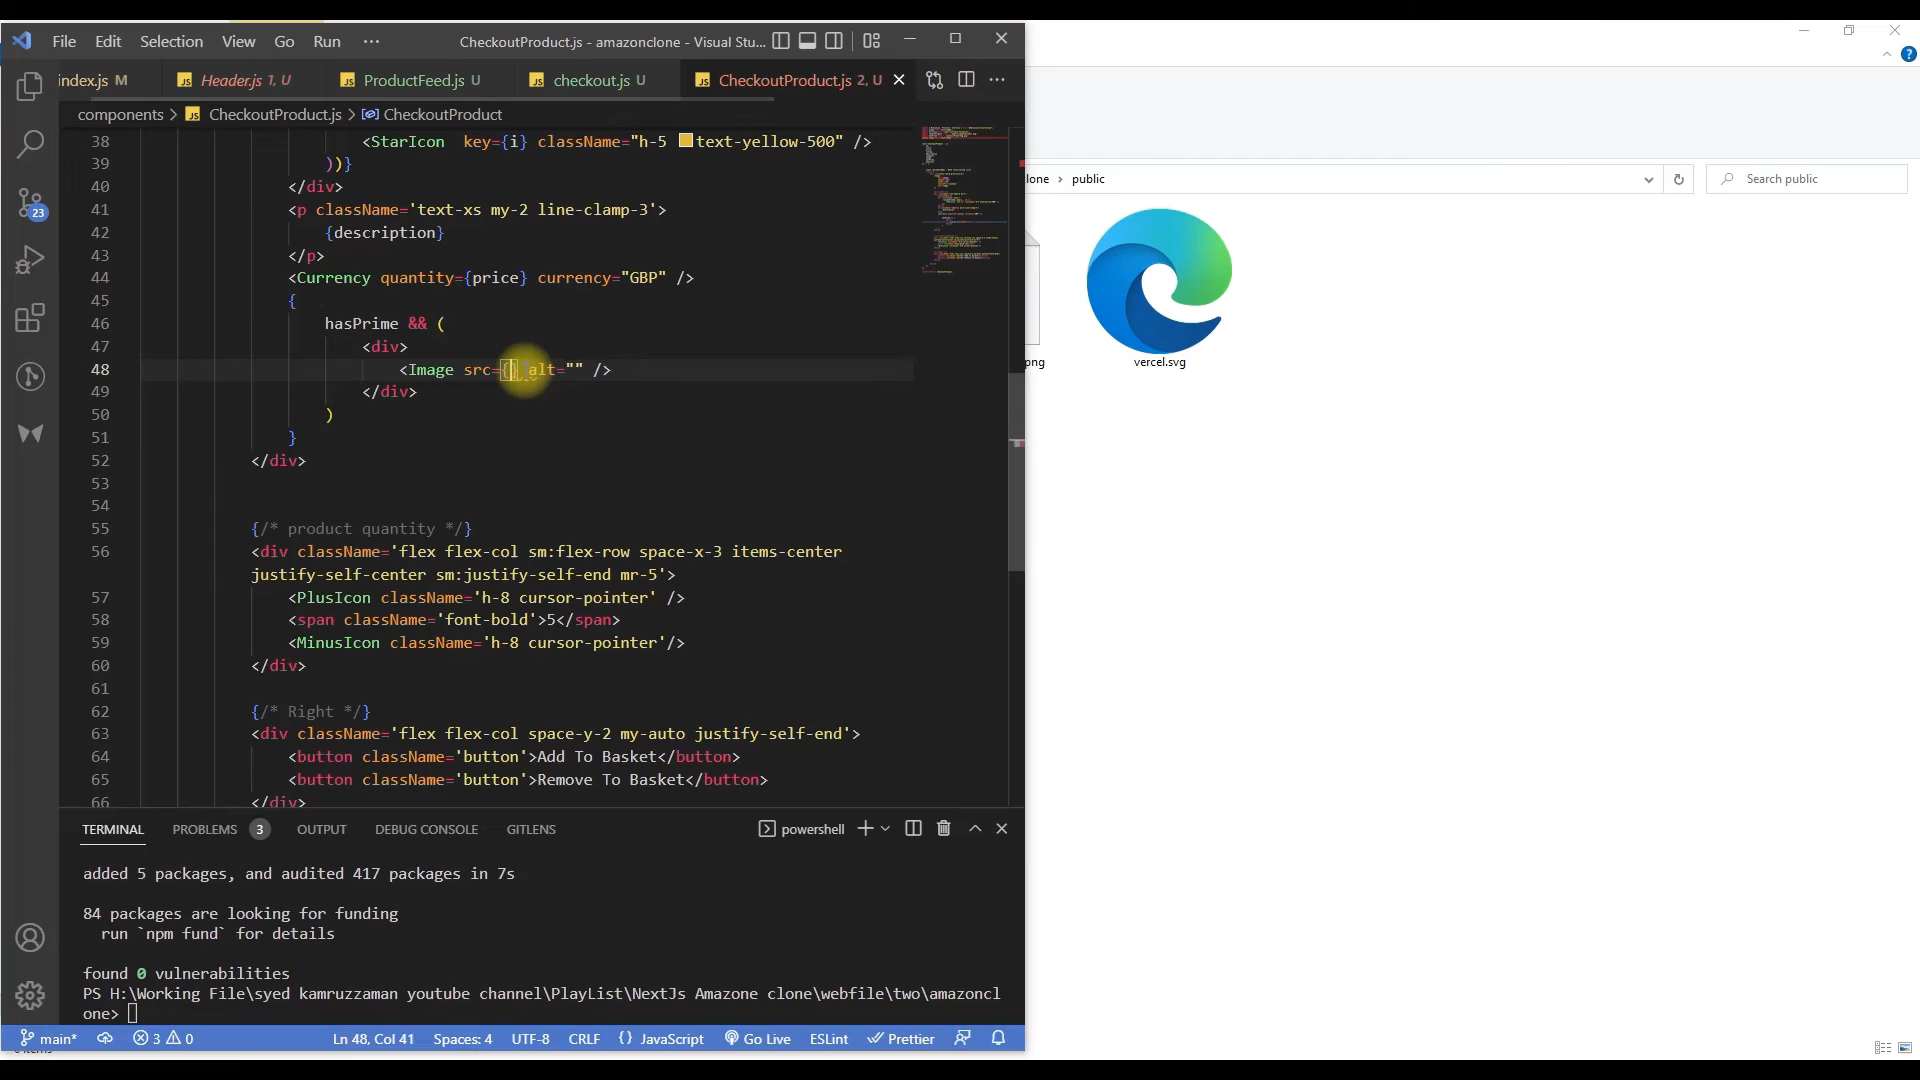 File Edit Selection View Go Run ··· CheckoutProduct.js - amazonclone - Visual Stu...
index.js M
JS Header.js 1, U
JS ProductFeed.js U
JS checkout.js U
JS CheckoutProduct.js 2, U
components > JS CheckoutProduct.js > CheckoutProduct
38 <StarIcon key={i} className="h-5 text-yellow-500" />
39 ))}
40 </div>
41 <p className='text-xs my-2 line-clamp-3'>
42 {description}
43 </p>
44 <Currency quantity={price} currency="GBP" />
45 {
46 hasPrime && (
47 <div>
48 <Image src={} alt="" />
49 </div>
50 )
51 }
52 </div>
53
54
55 {/* product quantity */}
56 <div className='flex flex-col sm:flex-row space-x-3 items-center
justify-self-center sm:justify-self-end mr-5'>
57 <PlusIcon className='h-8 cursor-pointer' />
58 <span className='font-bold'>5</span>
59 <MinusIcon className='h-8 cursor-pointer'/>
60 </div>
61
62 {/* Right */}
63 <div className='flex flex-col space-y-2 my-auto justify-self-end'>
64 <button className='button'>Add To Basket</button>
65 <button className='button'>Remove To Basket</button>
66 </div>
23
TERMINAL PROBLEMS 3 OUTPUT DEBUG CONSOLE GITLENS powershell
added 5 packages, and audited 417 packages in 7s
84 packages are looking for funding
run `npm fund` for details
found 0 vulnerabilities
PS H:\Working File\syed kamruzzaman youtube channel\PlayList\NextJs Amazone clone\webfile\two\amazoncl
one>
main* 3 0 Ln 48, Col 41 Spaces: 4 UTF-8 CRLF {} JavaScript Go Live ESLint Prettier
lone > public
Search public
png
vercel.svg